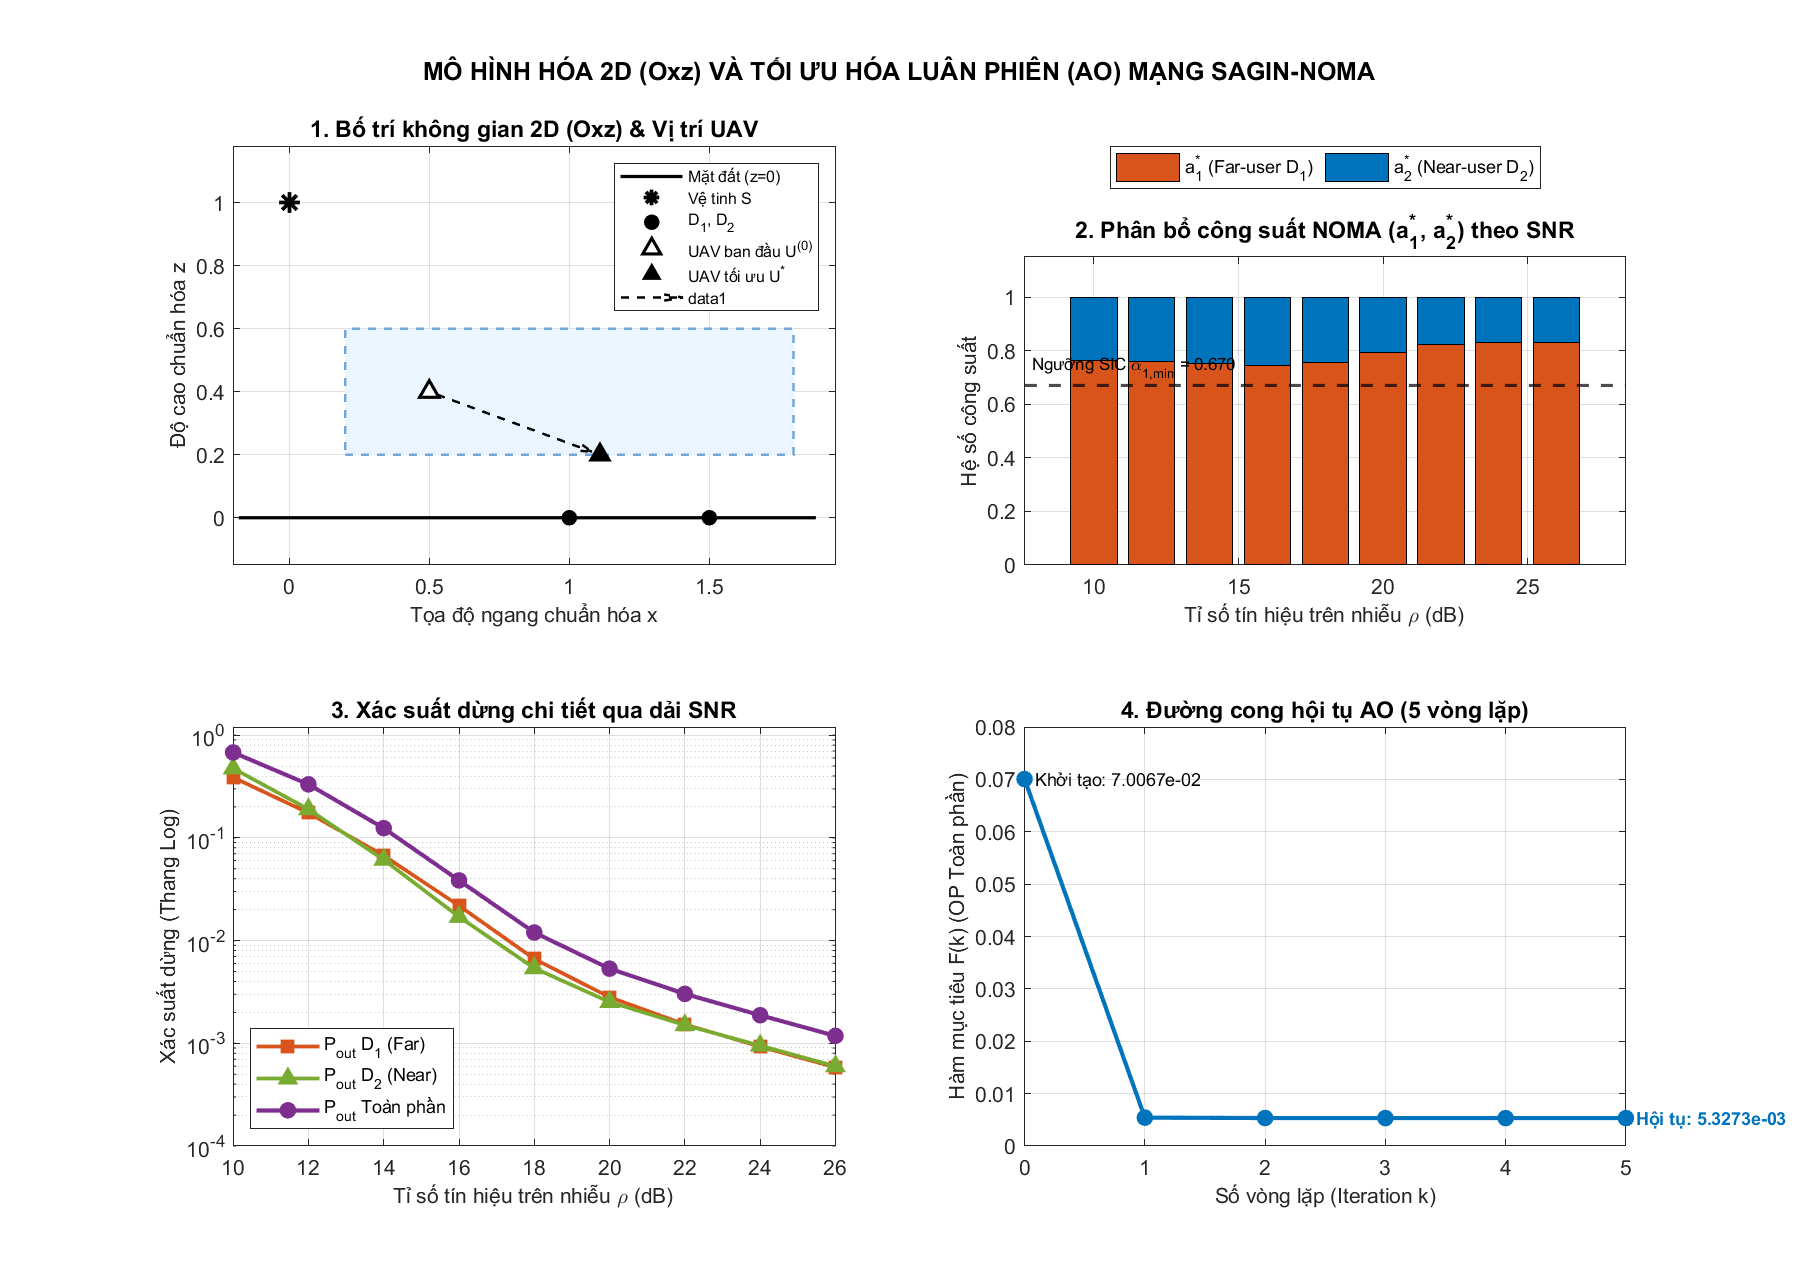 MÔ HÌNH HÓA 2D (Oxz) VÀ TỐI ƯU HÓA LUÂN PHIÊN (AO) MẠNG SAGIN-NOMA
1. Bố trí không gian 2D (Oxz) & Vị trí UAV
Độ cao chuẩn hóa z
1
0.8
0.6
0.4
0.2
0
0 0.5 1 1.5
Tọa độ ngang chuẩn hóa x
Mặt đất (z=0)
Vệ tinh S
D1, D2
UAV ban đầu U(0)
UAV tối ưu U*
data1
a1* (Far-user D1) a2* (Near-user D2)
2. Phân bổ công suất NOMA (a1*, a2*) theo SNR
Hệ số công suất
1
0.8
0.6
0.4
0.2
0
Ngưỡng SIC α1,min = 0.670
10 15 20 25
Tỉ số tín hiệu trên nhiễu ρ (dB)
3. Xác suất dừng chi tiết qua dải SNR
Xác suất dừng (Thang Log)
10^0
10^-1
10^-2
10^-3
10^-4
Pout D1 (Far)
Pout D2 (Near)
Pout Toàn phần
10 12 14 16 18 20 22 24 26
Tỉ số tín hiệu trên nhiễu ρ (dB)
4. Đường cong hội tụ AO (5 vòng lặp)
Hàm mục tiêu F(k) (OP Toàn phần)
0.08
0.07
0.06
0.05
0.04
0.03
0.02
0.01
0
Khởi tạo: 7.0067e-02
Hội tụ: 5.3273e-03
0 1 2 3 4 5
Số vòng lặp (Iteration k)